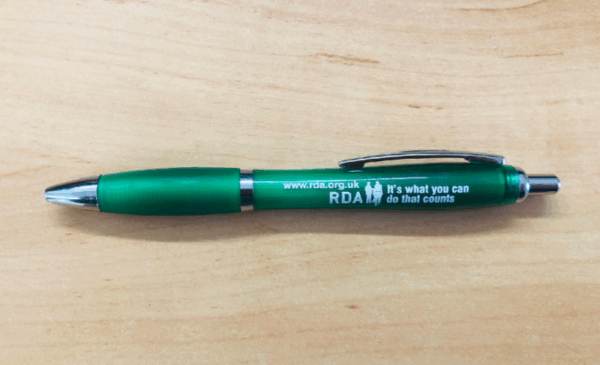 www.rda.org.uk
RDA It's what you can
do that counts